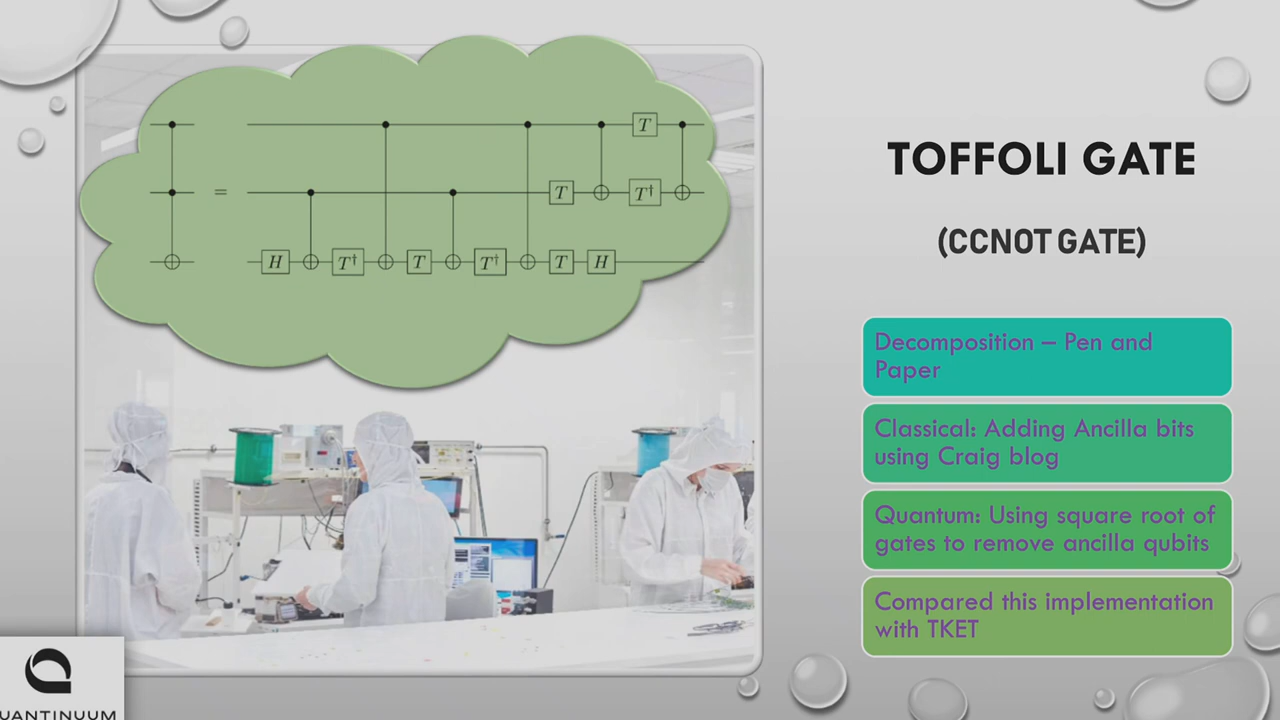 TOFFOLI GATE
(CCNOT GATE)
T
= T T†
H T† T T† T H
Decomposition – Pen and
Paper
Classical: Adding Ancilla bits
using Craig blog
Quantum: Using square root of
gates to remove ancilla qubits
Compared this implementation
with TKET
UANTINUUM